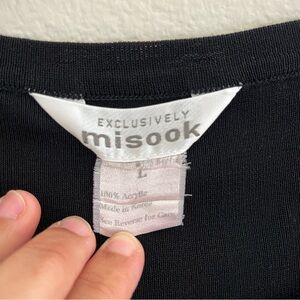 EXCLUSIVELY
misook
L
100% Acrylic
Made in Korea
See Reverse for Care